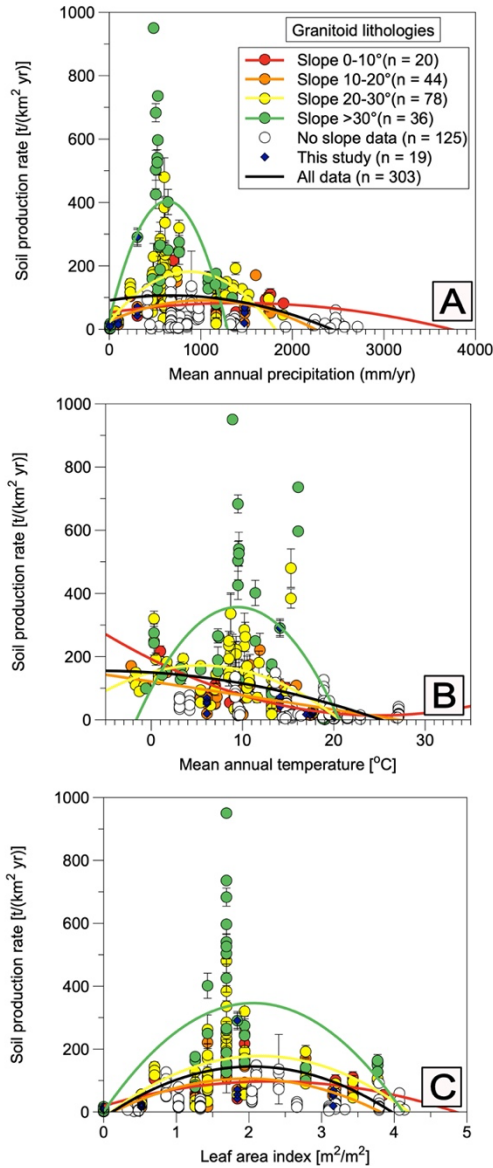 Granitoid lithologies
Slope 0-10°(n = 20)
Slope 10-20°(n = 44)
Slope 20-30°(n = 78)
Slope >30°(n = 36)
No slope data (n = 125)
This study (n = 19)
All data (n = 303)
Soil production rate [t/(km² yr)]
1000
800
600
400
200
0
A
0 1000 2000 3000 4000
Mean annual precipitation (mm/yr)
Soil production rate [t/(km² yr)]
1000
800
600
400
200
0
B
0 10 20 30
Mean annual temperature [°C]
Soil production rate [t/(km² yr)]
1000
800
600
400
200
0
C
0 1 2 3 4 5
Leaf area index [m²/m²]